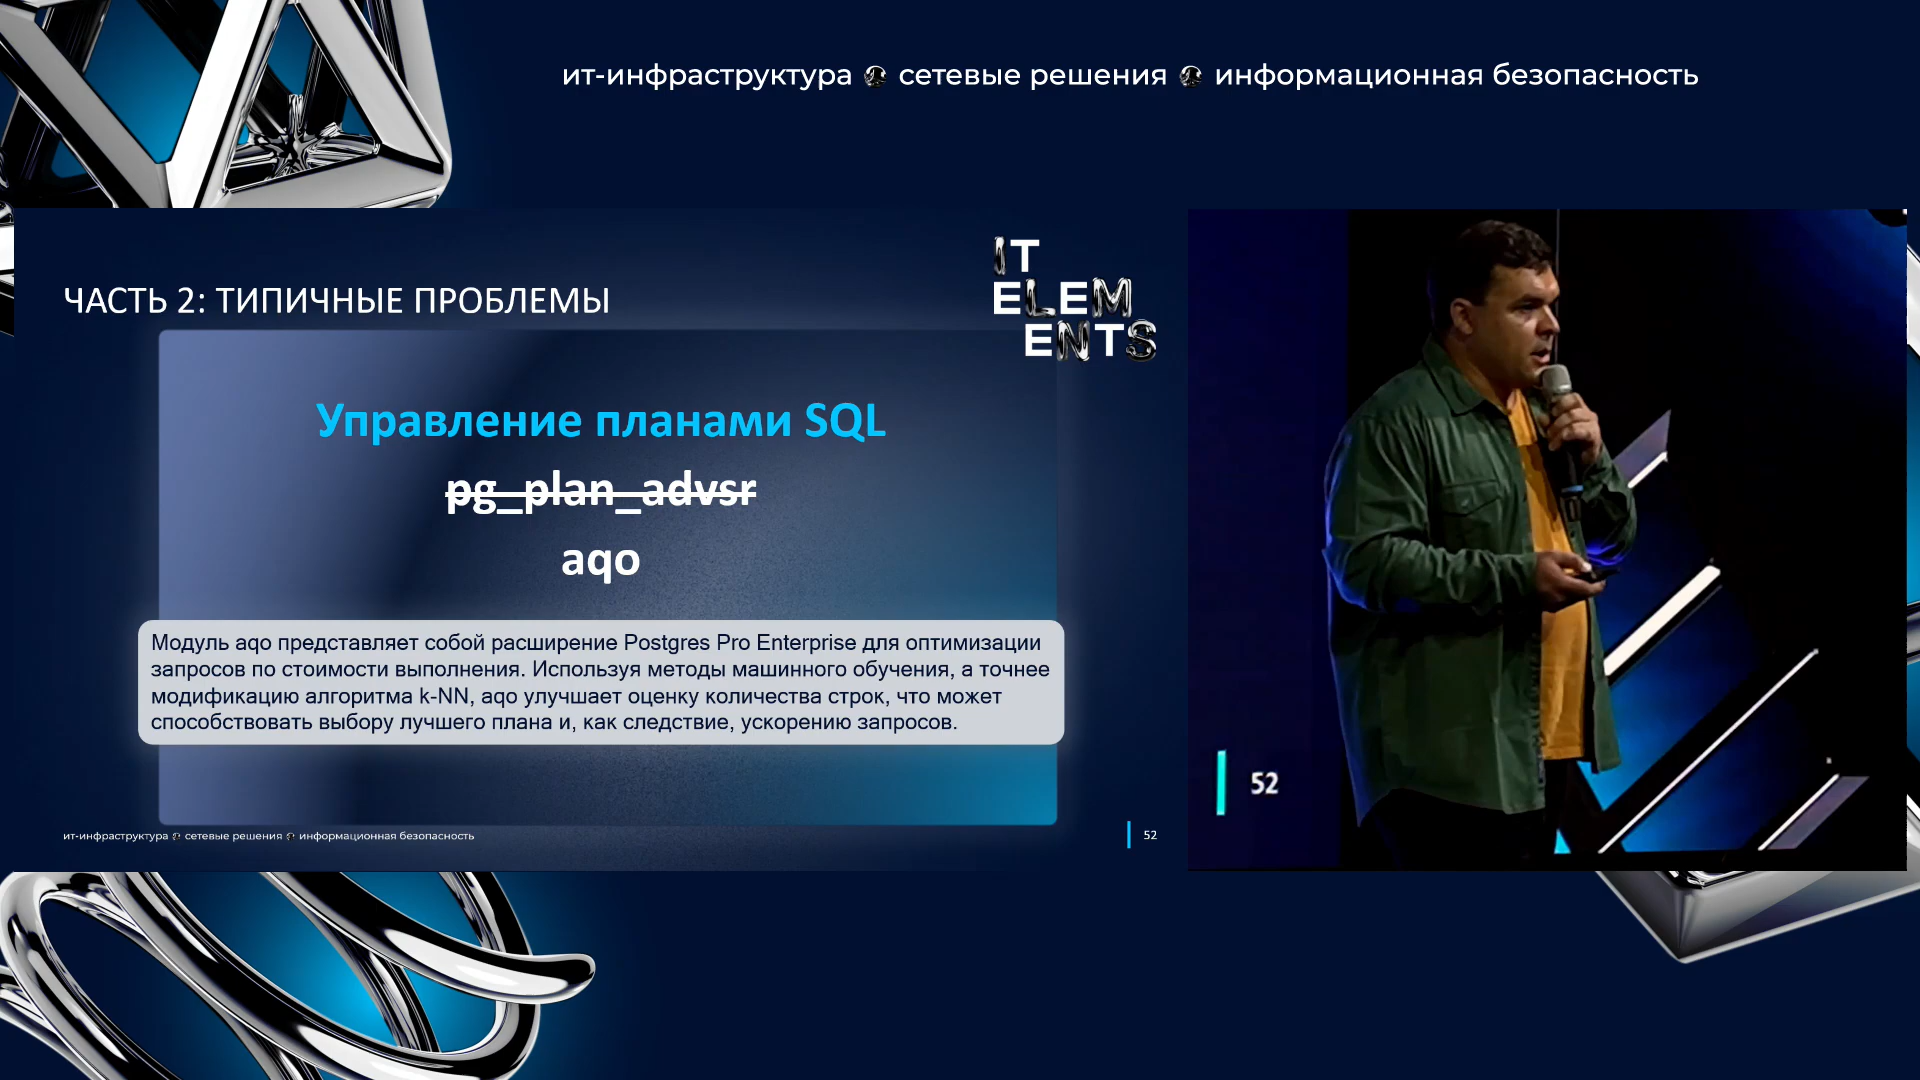 ит-инфраструктура сетевые решения информационная безопасность
IT
ELEM
ENTS
ЧАСТЬ 2: ТИПИЧНЫЕ ПРОБЛЕМЫ
Управление планами SQL
pg_plan_advsr
aqo
Модуль aqo представляет собой расширение Postgres Pro Enterprise для оптимизации
запросов по стоимости выполнения. Используя методы машинного обучения, а точнее
модификацию алгоритма k-NN, aqo улучшает оценку количества строк, что может
способствовать выбору лучшего плана и, как следствие, ускорению запросов.
ит-инфраструктура сетевые решения информационная безопасность
52
52